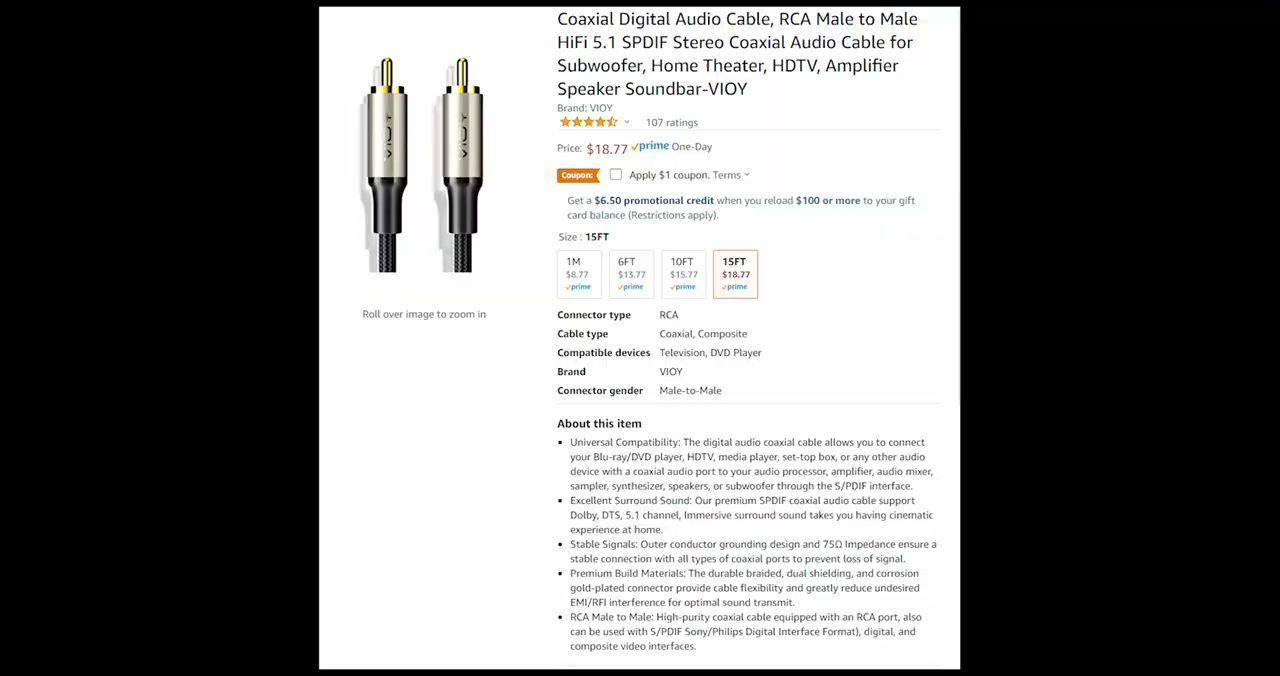 Coaxial Digital Audio Cable, RCA Male to Male
HiFi 5.1 SPDIF Stereo Coaxial Audio Cable for
Subwoofer, Home Theater, HDTV, Amplifier
Speaker Soundbar-VIOY
Brand: VIOY
107 ratings
Price: $18.77 prime One-Day
Coupon: Apply $1 coupon. Terms
Get a $6.50 promotional credit when you reload $100 or more to your gift
card balance (Restrictions apply).
Size : 15FT
1M 6FT 10FT 15FT
$8.77 $13.77 $15.77 $18.77
prime prime prime prime
VIOY VIOY
Roll over image to zoom in
Connector type RCA
Cable type Coaxial, Composite
Compatible devices Television, DVD Player
Brand VIOY
Connector gender Male-to-Male
About this item
• Universal Compatibility: The digital audio coaxial cable allows you to connect
your Blu-ray/DVD player, HDTV, media player, set-top box, or any other audio
device with a coaxial audio port to your audio processor, amplifier, audio mixer,
sampler, synthesizer, speakers, or subwoofer through the S/PDIF interface.
• Excellent Surround Sound: Our premium SPDIF coaxial audio cable support
Dolby, DTS, 5.1 channel, Immersive surround sound takes you having cinematic
experience at home.
• Stable Signals: Outer conductor grounding design and 75Ω Impedance ensure a
stable connection with all types of coaxial ports to prevent loss of signal.
• Premium Build Materials: The durable braided, dual shielding, and corrosion
gold-plated connector provide cable flexibility and greatly reduce undesired
EMI/RFI interference for optimal sound transmit.
• RCA Male to Male: High-purity coaxial cable equipped with an RCA port, also
can be used with S/PDIF Sony/Philips Digital Interface Format), digital, and
composite video interfaces.